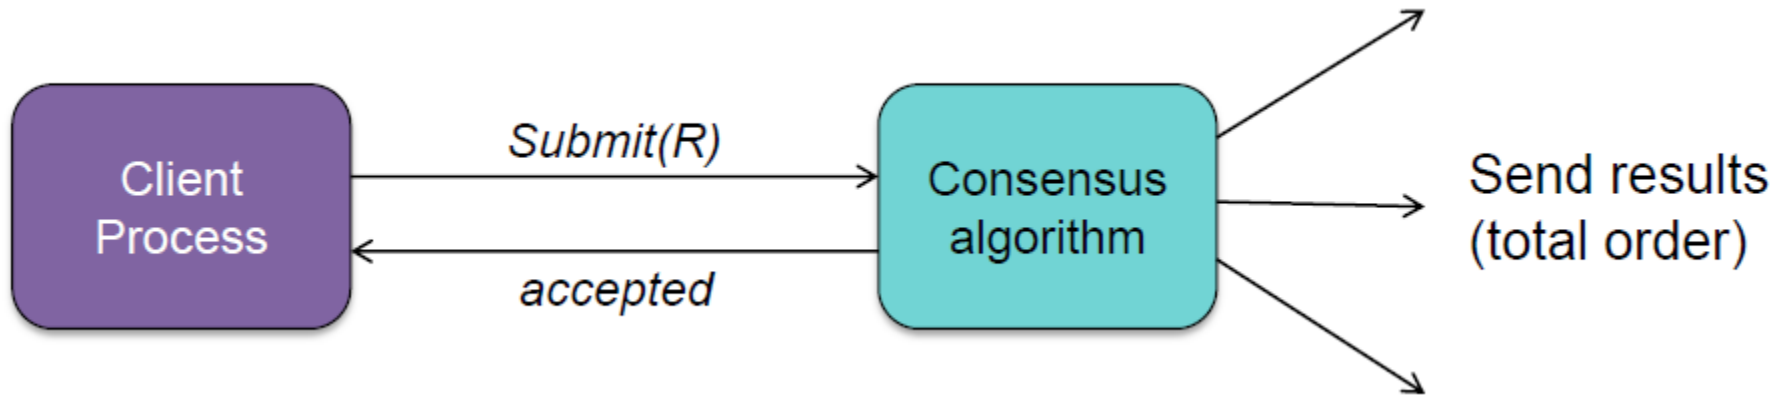 Client
Process
Submit(R)
accepted
Consensus
algorithm
Send results
(total order)